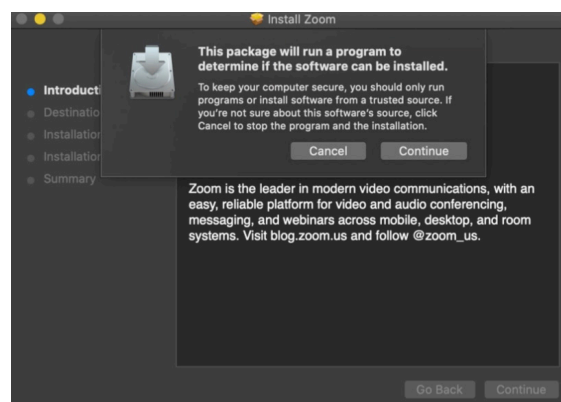 Install Zoom
This package will run a program to
determine if the software can be installed.
To keep your computer secure, you should only run
programs or install software from a trusted source. If
you're not sure about this software's source, click
Cancel to stop the program and the installation.
Cancel Continue
Introducti
Destinatio
Installation
Installation
Summary
Zoom is the leader in modern video communications, with an
easy, reliable platform for video and audio conferencing,
messaging, and webinars across mobile, desktop, and room
systems. Visit blog.zoom.us and follow @zoom_us.
Go Back Continue